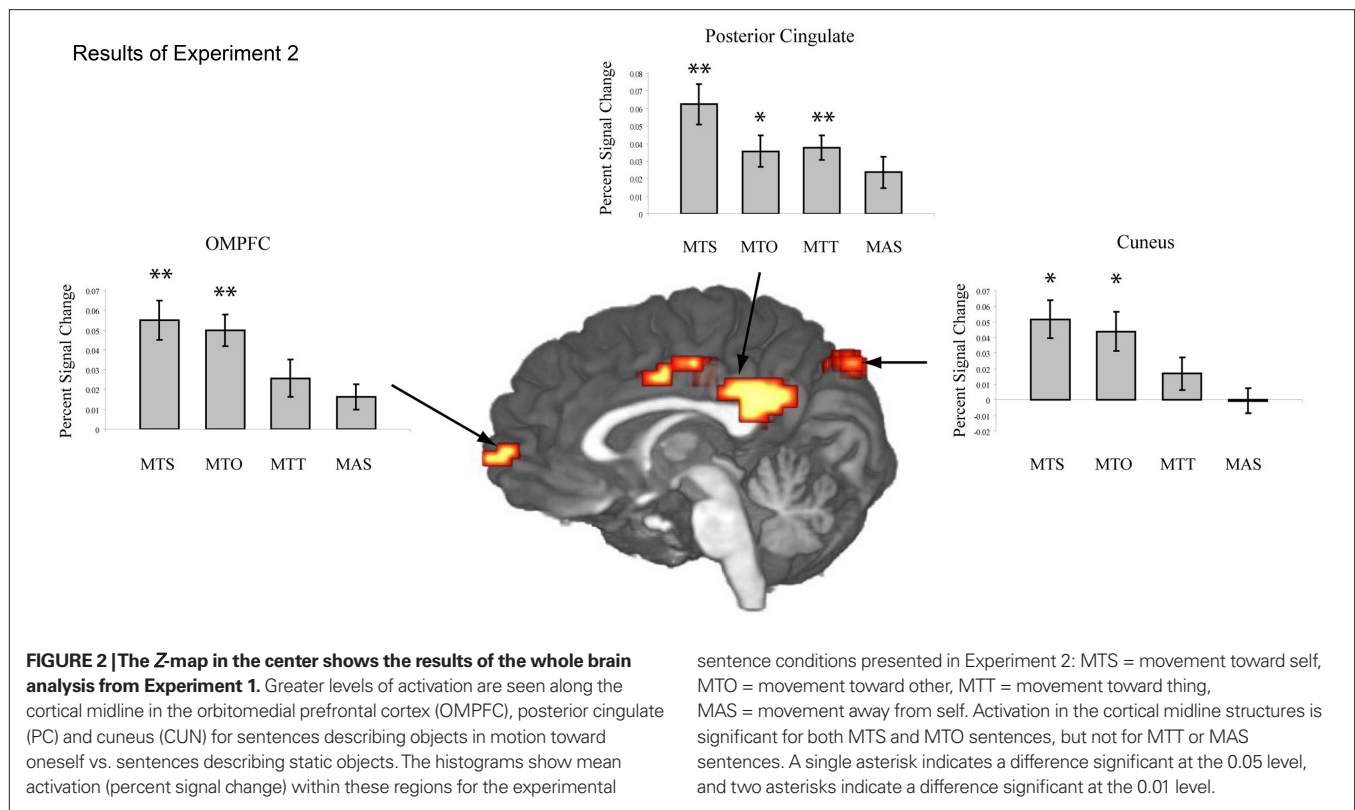 Results of Experiment 2
Posterior Cingulate
Percent Signal Change
0.08
0.07
0.06
0.05
0.04
0.03
0.02
0.01
0
** * **
MTS MTO MTT MAS
OMPFC
Percent Signal Change
0.07
0.06
0.05
0.04
0.03
0.02
0.01
0
** **
MTS MTO MTT MAS
Cuneus
Percent Signal Change
0.07
0.06
0.05
0.04
0.03
0.02
0.01
0
-0.01
-0.02
* *
MTS MTO MTT MAS
FIGURE 2 | The Z-map in the center shows the results of the whole brain
analysis from Experiment 1. Greater levels of activation are seen along the
cortical midline in the orbitomedial prefrontal cortex (OMPFC), posterior cingulate
(PC) and cuneus (CUN) for sentences describing objects in motion toward
oneself vs. sentences describing static objects. The histograms show mean
activation (percent signal change) within these regions for the experimental
sentence conditions presented in Experiment 2: MTS = movement toward self,
MTO = movement toward other, MTT = movement toward thing,
MAS = movement away from self. Activation in the cortical midline structures is
significant for both MTS and MTO sentences, but not for MTT or MAS
sentences. A single asterisk indicates a difference significant at the 0.05 level,
and two asterisks indicate a difference significant at the 0.01 level.